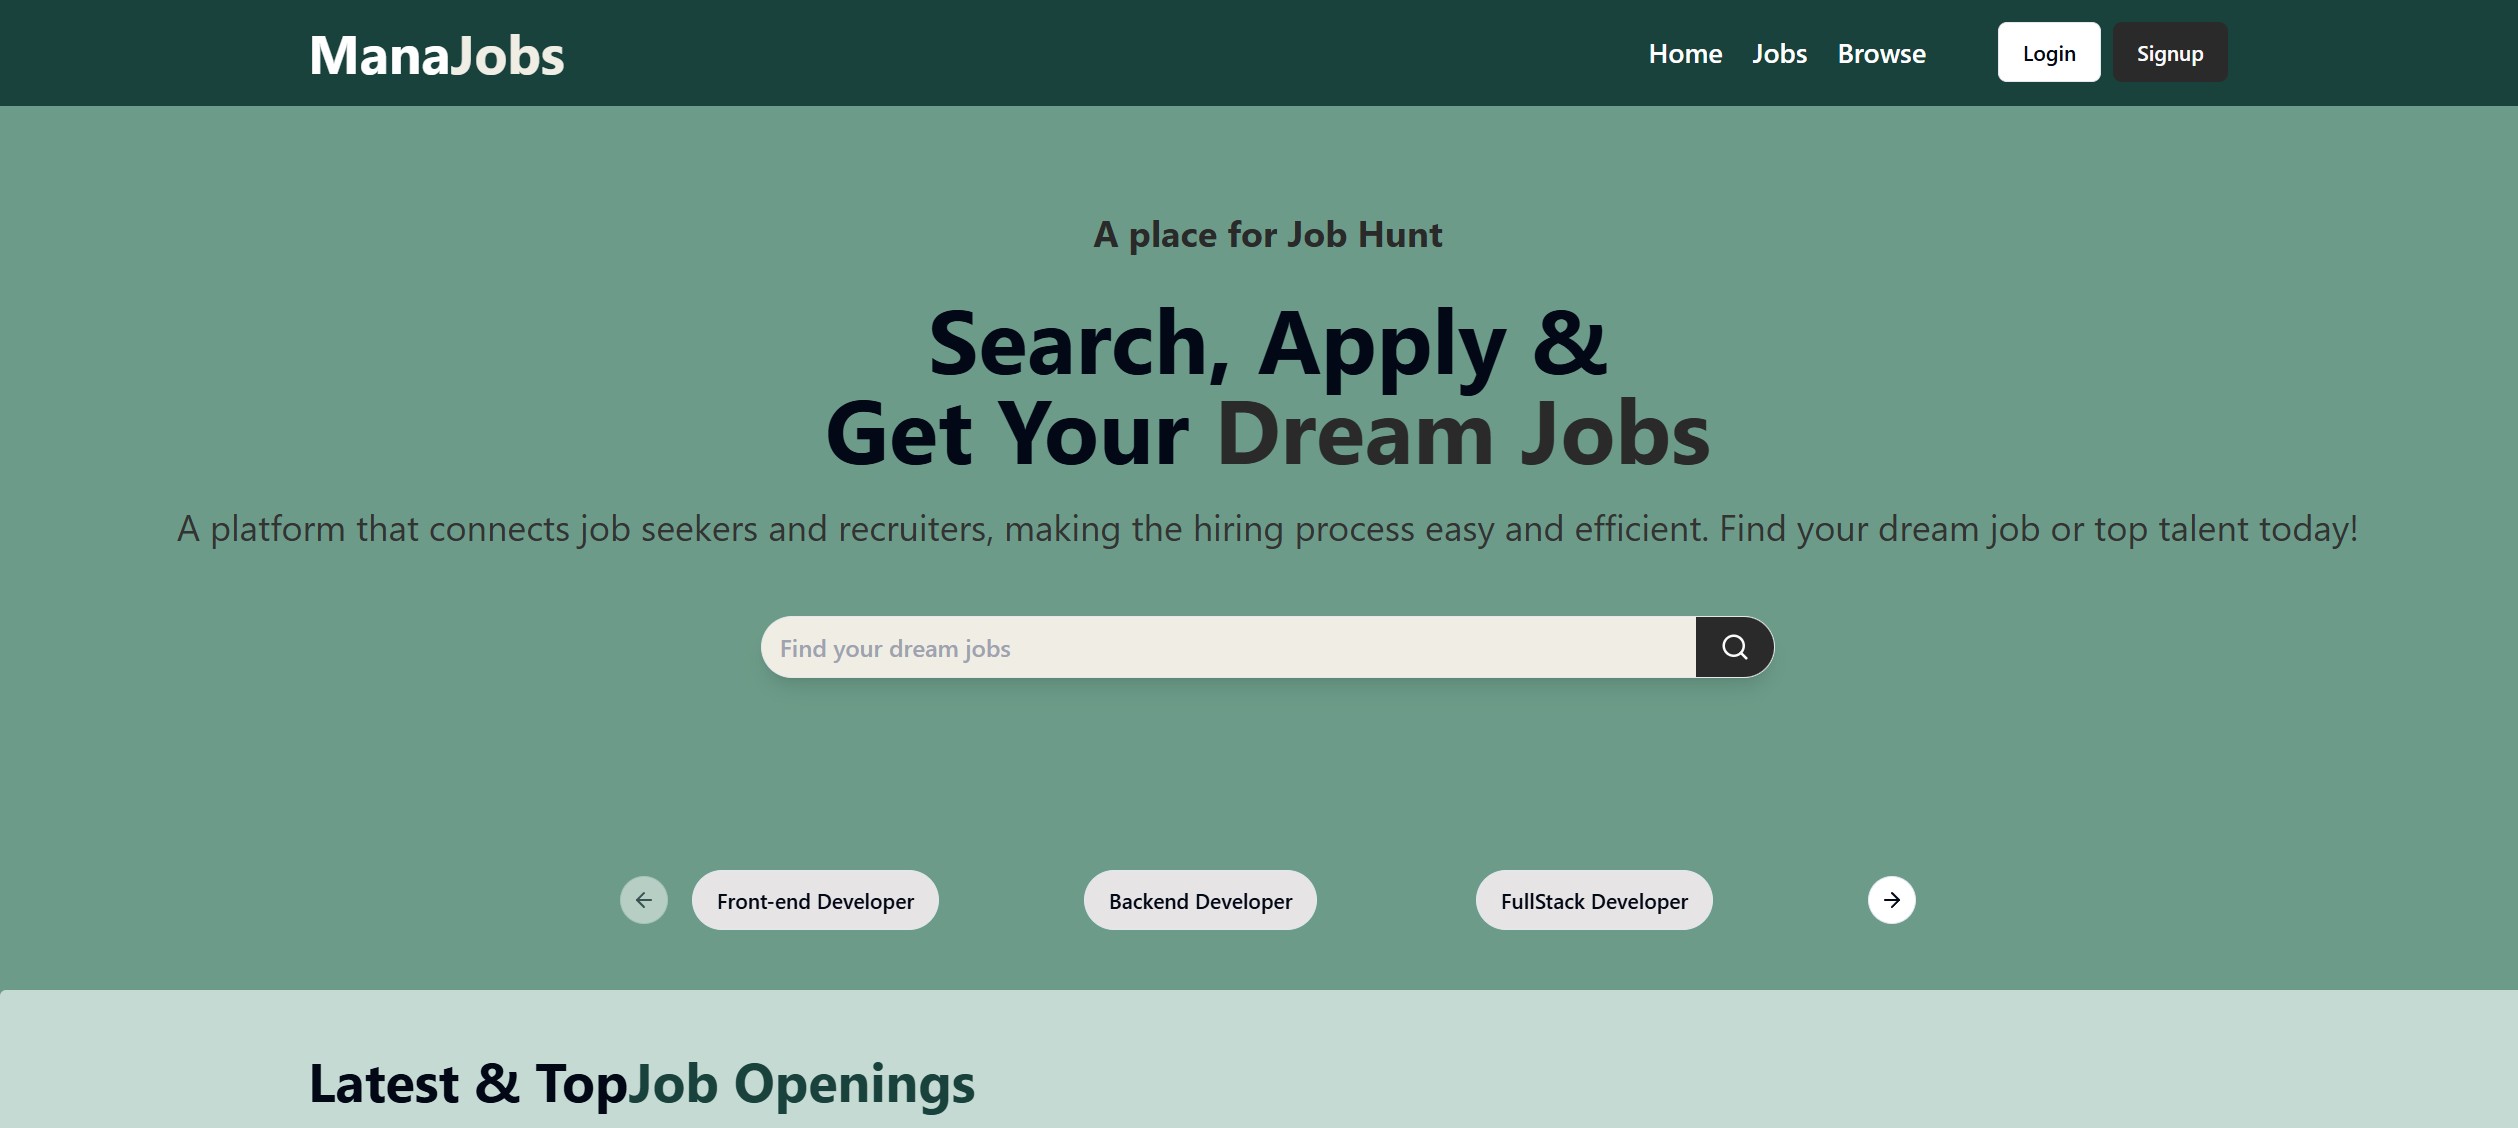 ManaJobs
Home Jobs Browse Login Signup
A place for Job Hunt
Search, Apply &
Get Your Dream Jobs
A platform that connects job seekers and recruiters, making the hiring process easy and efficient. Find your dream job or top talent today!
Find your dream jobs
Front-end Developer Backend Developer FullStack Developer
Latest & TopJob Openings